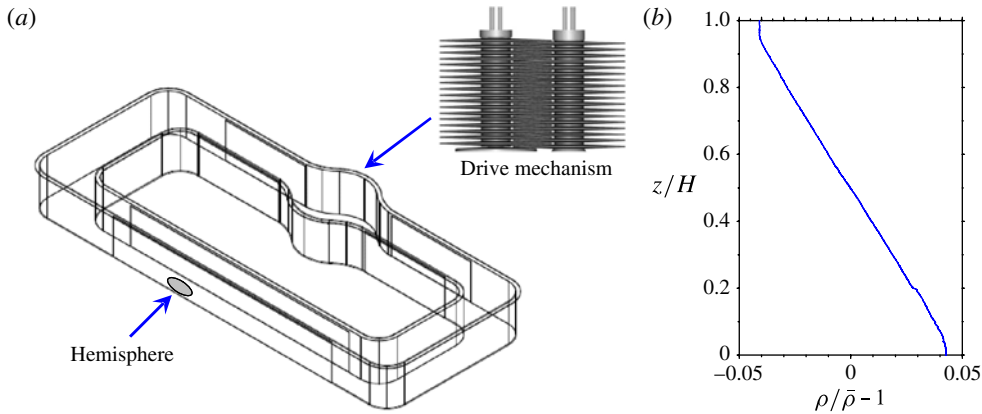 (a)
Drive mechanism
Hemisphere
(b)
1.0
0.8
0.6
z/H
0.4
0.2
0
−0.05 0 0.05
ρ/ρ̄ − 1